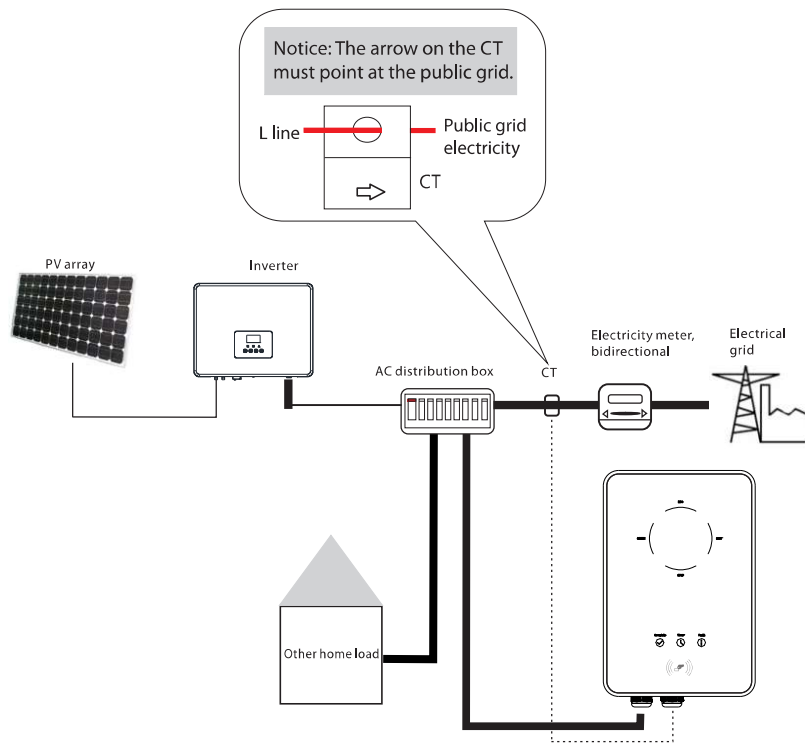 Notice: The arrow on the CT
must point at the public grid.
L line
Public grid
electricity
CT
PV array
Inverter
Electricity meter,
bidirectional
Electrical
grid
AC distribution box
CT
Other home load